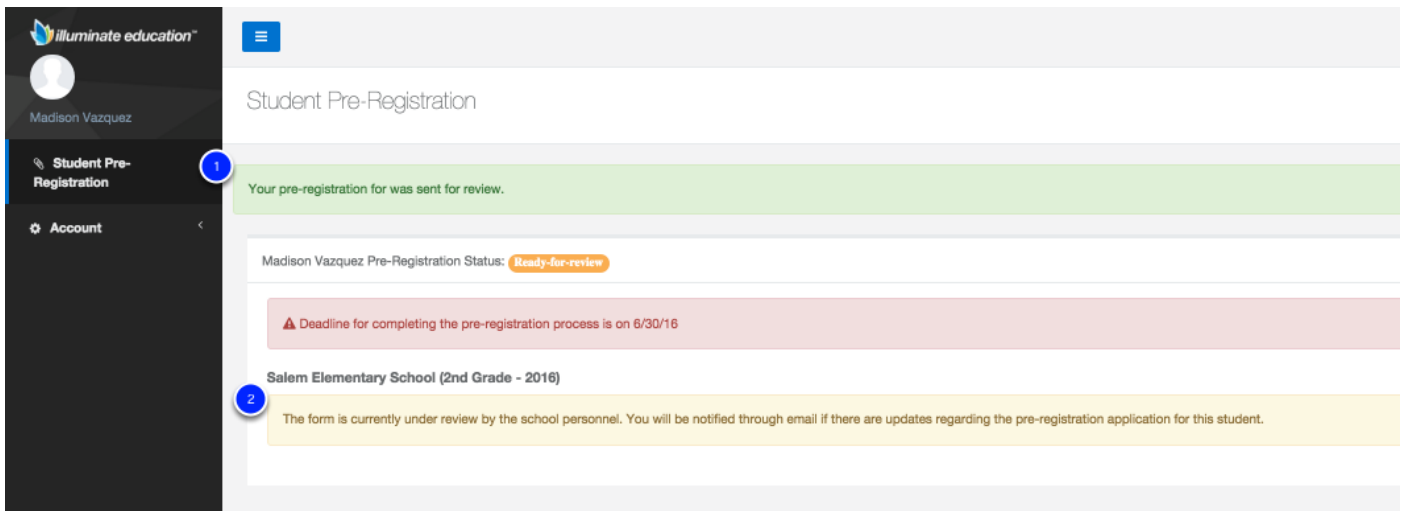 illuminate education™
Madison Vazquez
Student Pre-
Registration
Account
Student Pre-Registration
1
Your pre-registration for was sent for review.
Madison Vazquez Pre-Registration Status: Ready-for-review
Deadline for completing the pre-registration process is on 6/30/16
Salem Elementary School (2nd Grade - 2016)
2
The form is currently under review by the school personnel. You will be notified through email if there are updates regarding the pre-registration application for this student.